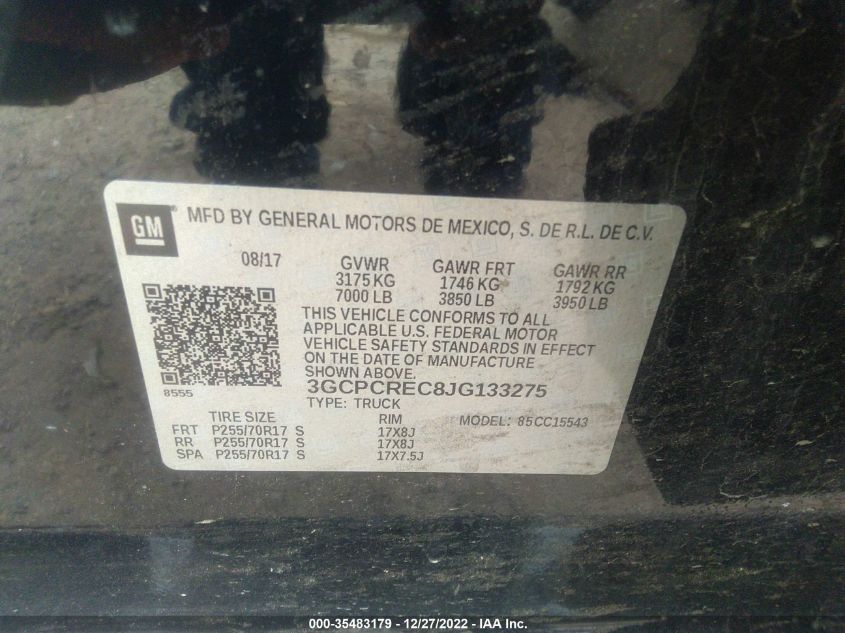 GM
MFD BY GENERAL MOTORS DE MEXICO, S. DE R.L. DE C.V.
08/17 GVWR GAWR FRT GAWR RR
3175 KG 1746 KG 1792 KG
7000 LB 3850 LB 3950 LB
THIS VEHICLE CONFORMS TO ALL
APPLICABLE U.S. FEDERAL MOTOR
VEHICLE SAFETY STANDARDS IN EFFECT
ON THE DATE OF MANUFACTURE
SHOWN ABOVE.
8555
3GCPCREC8JG133275
TYPE: TRUCK
TIRE SIZE RIM MODEL: 85CC15543
FRT P255/70R17 S 17X8J
RR P255/70R17 S 17X8J
SPA P255/70R17 S 17X7.5J
000-35483179 - 12/27/2022 - IAA Inc.